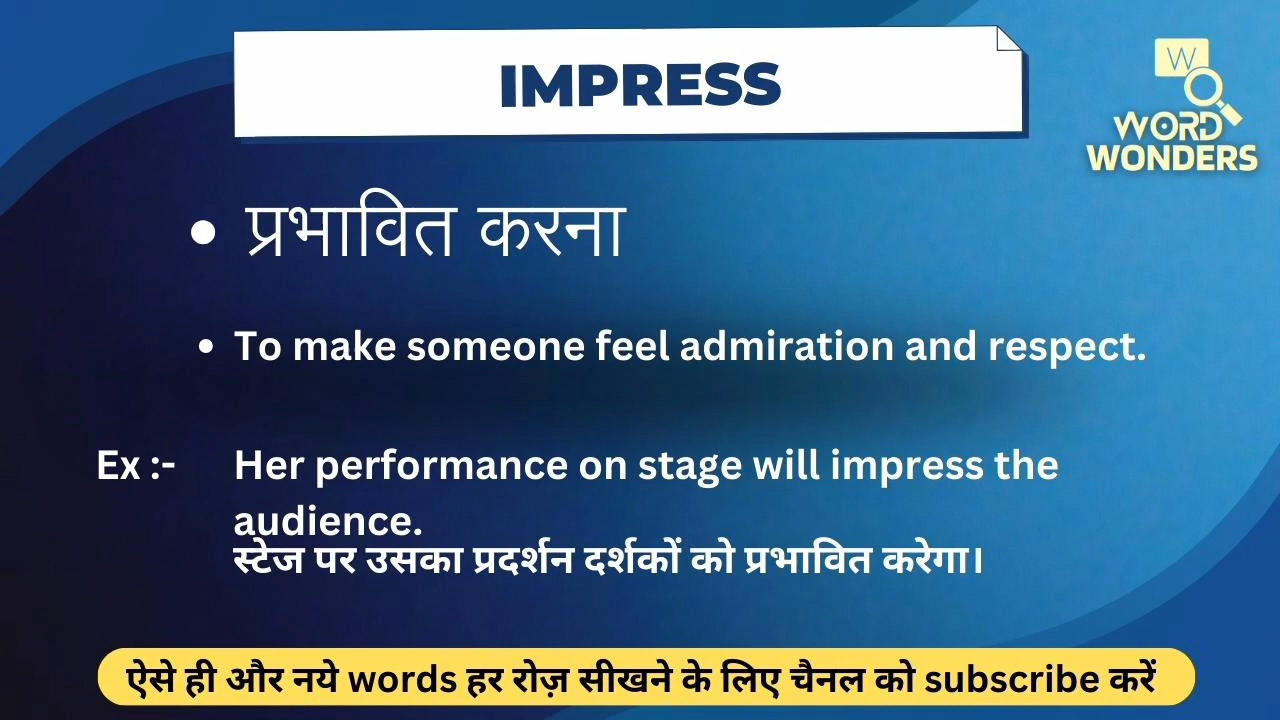 IMPRESS
W
WORD
WONDERS
• प्रभावित करना
• To make someone feel admiration and respect.
Ex :- Her performance on stage will impress the
audience.
स्टेज पर उसका प्रदर्शन दर्शकों को प्रभावित करेगा।
ऐसे ही और नये words हर रोज़ सीखने के लिए चैनल को subscribe करें